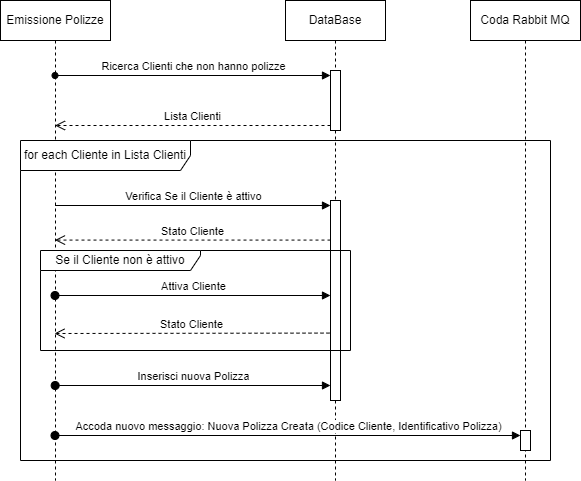 Emissione Polizze
DataBase
Coda Rabbit MQ
Ricerca Clienti che non hanno polizze
Lista Clienti
for each Cliente in Lista Clienti
Verifica Se il Cliente è attivo
Stato Cliente
Se il Cliente non è attivo
Attiva Cliente
Stato Cliente
Inserisci nuova Polizza
Accoda nuovo messaggio: Nuova Polizza Creata (Codice Cliente, Identificativo Polizza)